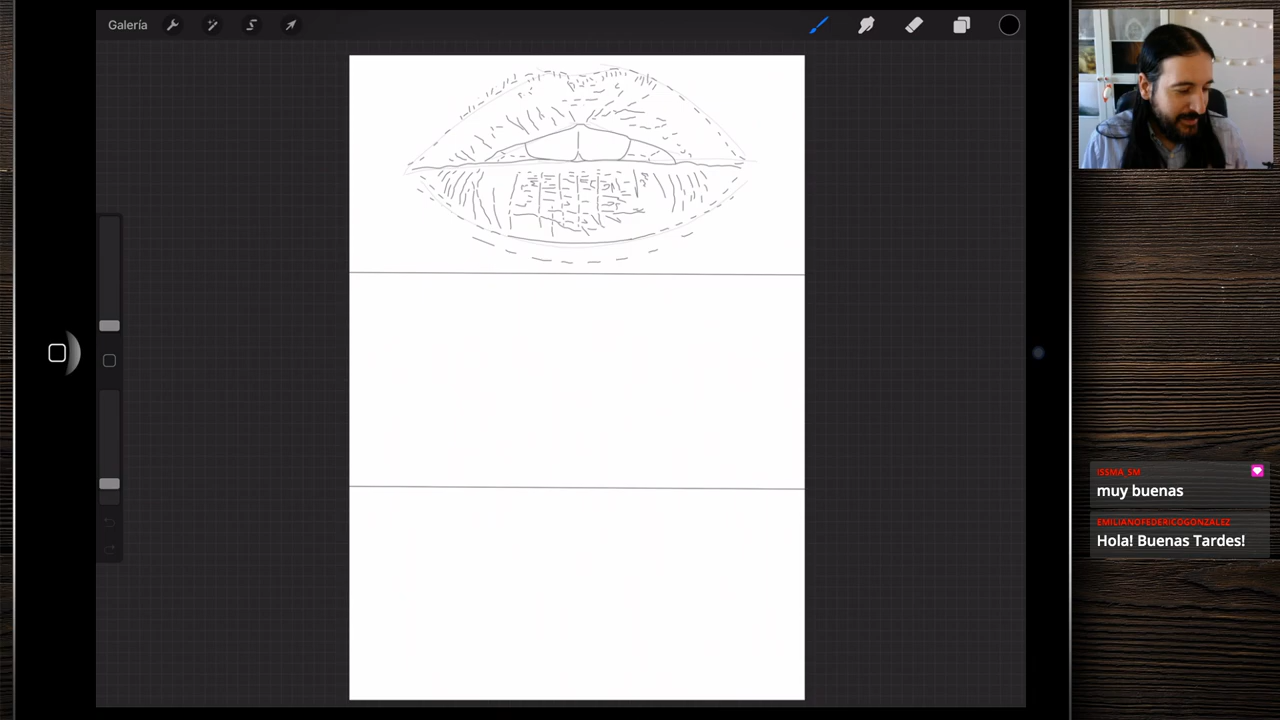 Galería
ISSMA_SM
muy buenas
EMILIANOFEDERICOGONZALEZ
Hola! Buenas Tardes!